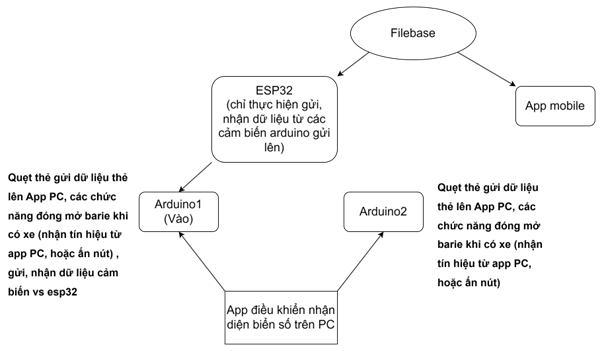 Filebase
ESP32
(chỉ thực hiện gửi,
nhận dữ liệu từ các
cảm biến arduino gửi
lên)
App mobile
Quẹt thẻ gửi dữ liệu thẻ
lên App PC, các chức
năng đóng mở barie khi
có xe (nhận tín hiệu từ
app PC, hoặc ấn nút) ,
gửi, nhận dữ liệu cảm
biến vs esp32
Arduino1
(Vào)
Arduino2
Quẹt thẻ gửi dữ liệu
thẻ lên App PC, các
chức năng đóng mở
barie khi có xe (nhận
tín hiệu từ app PC,
hoặc ấn nút)
App điều khiển nhận
diện biển số trên PC